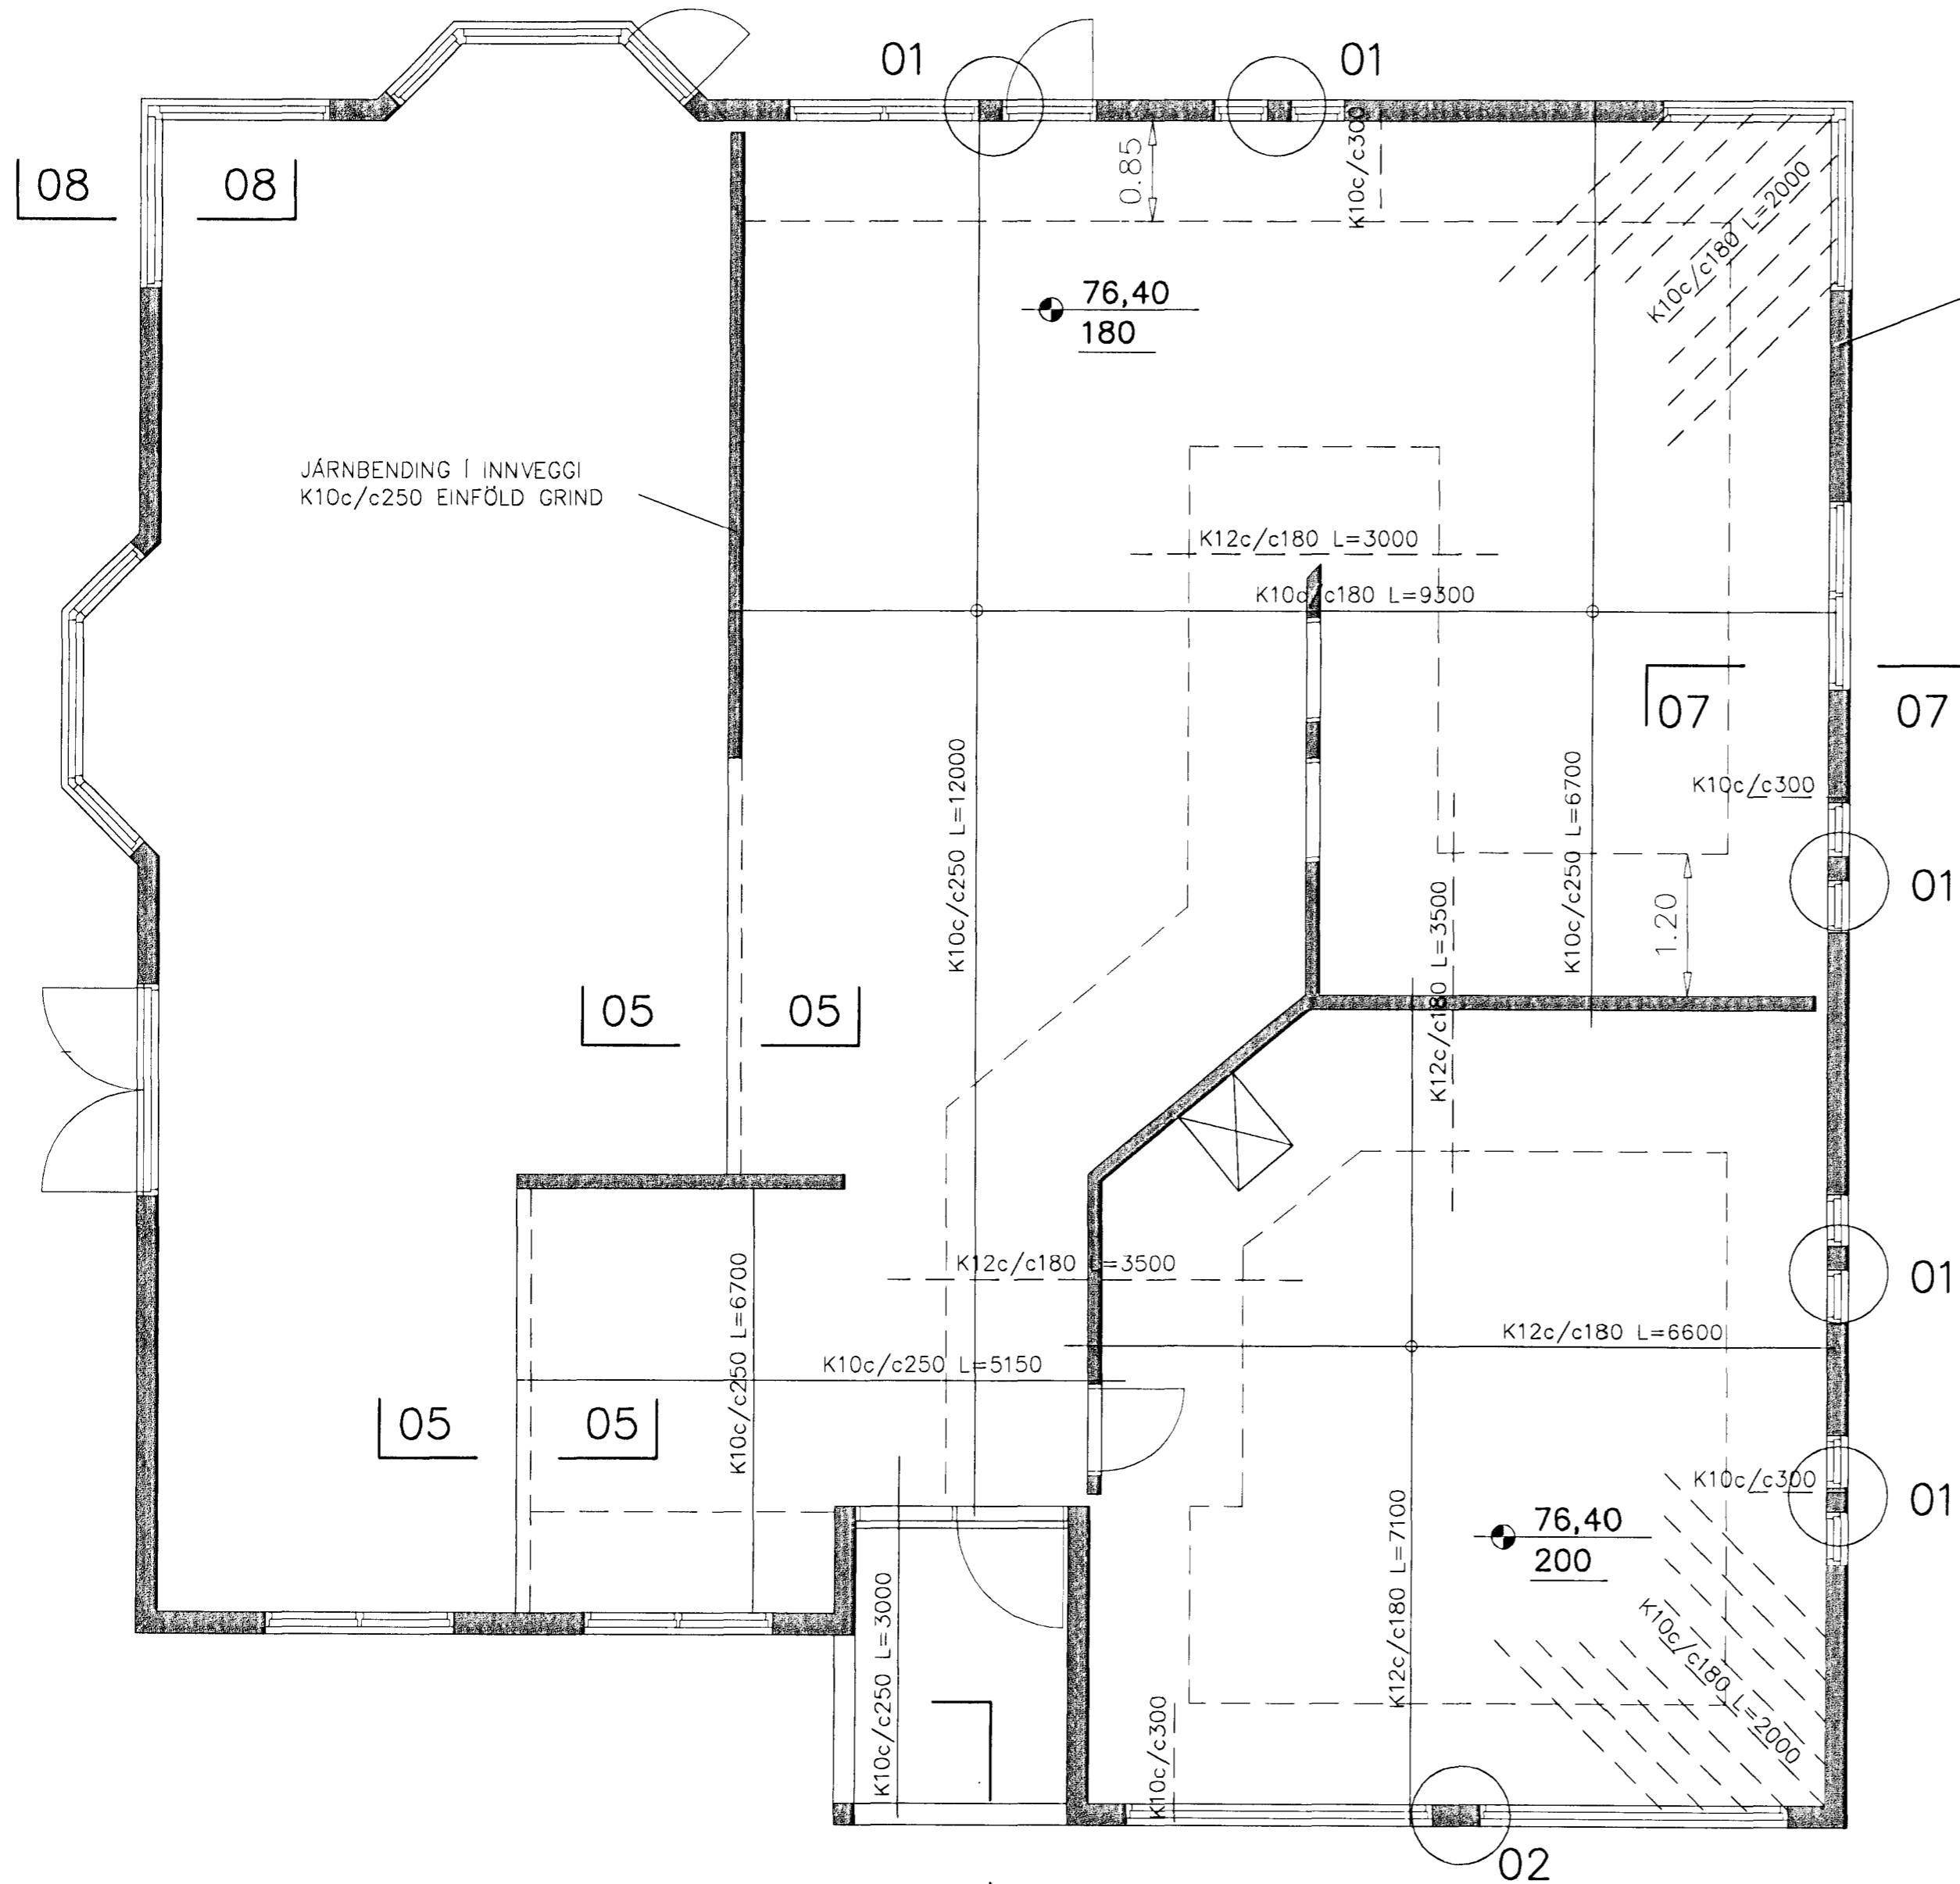 01
01
08
08
0.85
K10c/c300
K10c/c180 L=2000
76,40
180
JÁRNBENDING Í INNVEGGI
K10c/c250 EINFÖLD GRIND
K12c/c180 L=3000
K10c/c180 L=9300
07
07
K10c/c250 L=12000
K10c/c250 L=6700
K10c/c300
01
K12c/c180 L=3500
1.20
05
05
K12c/c180 L=3500
01
K10c/c250 L=6700
K12c/c180 L=6600
K10c/c250 L=5150
05
05
K10c/c300
01
K12c/c180 L=7100
76,40
200
K10c/c250 L=3000
K10c/c180 L=2000
K10c/c300
02